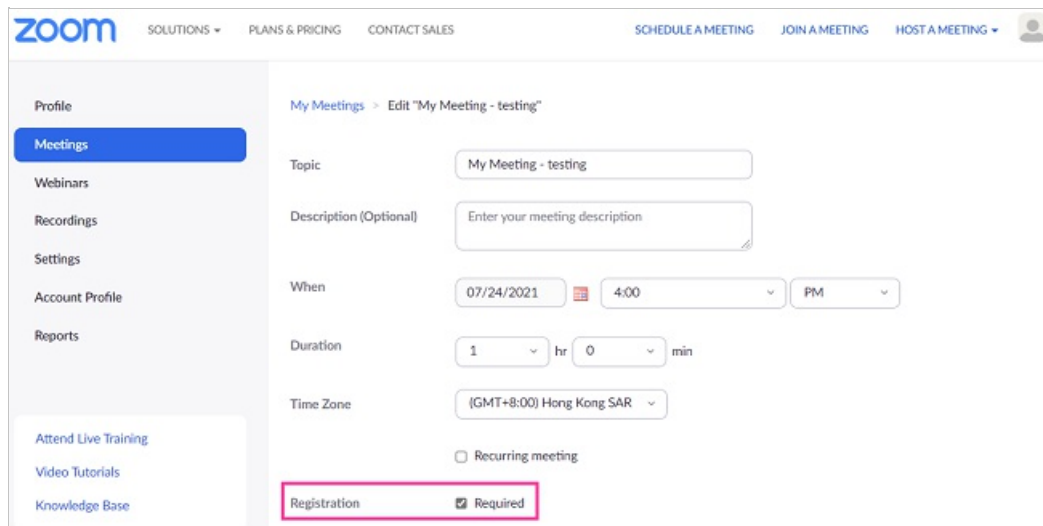 zoom SOLUTIONS PLANS & PRICING CONTACT SALES SCHEDULE A MEETING JOIN A MEETING HOST A MEETING
Profile
Meetings
Webinars
Recordings
Settings
Account Profile
Reports
Attend Live Training
Video Tutorials
Knowledge Base
My Meetings > Edit "My Meeting - testing"
Topic My Meeting - testing
Description (Optional) Enter your meeting description
When 07/24/2021 4:00 PM
Duration 1 hr 0 min
Time Zone (GMT+8:00) Hong Kong SAR
Recurring meeting
Registration Required